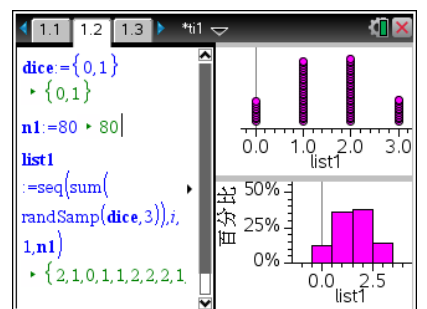 1.1 1.2 1.3 *ti1
dice:={0,1}
▸ {0,1}
n1:=80 ▸ 80
list1
:=seq(sum(
randSamp(dice,3)),i,
1,n1)
▸ {2,1,0,1,1,2,2,2,1,
0.0 1.0 2.0 3.0
list1
百分比
50%
25%
0%
0.0 2.5
list1